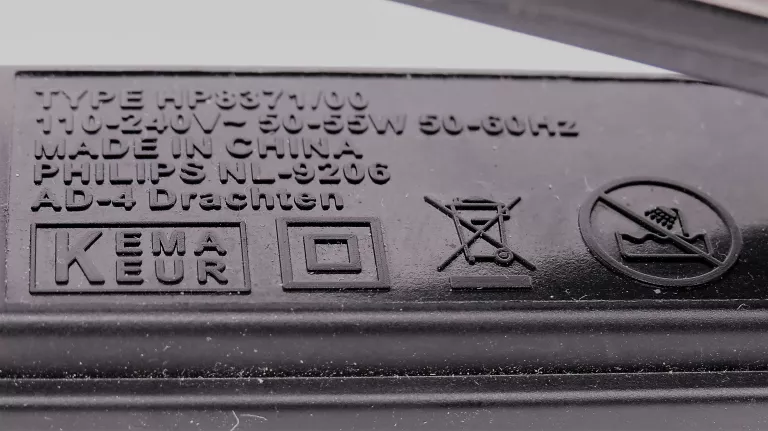 TYPE HP8371/00
110-240V~ 50-55W 50-60Hz
MADE IN CHINA
PHILIPS NL-9206
AD-4 Drachten
KEMA
EUR